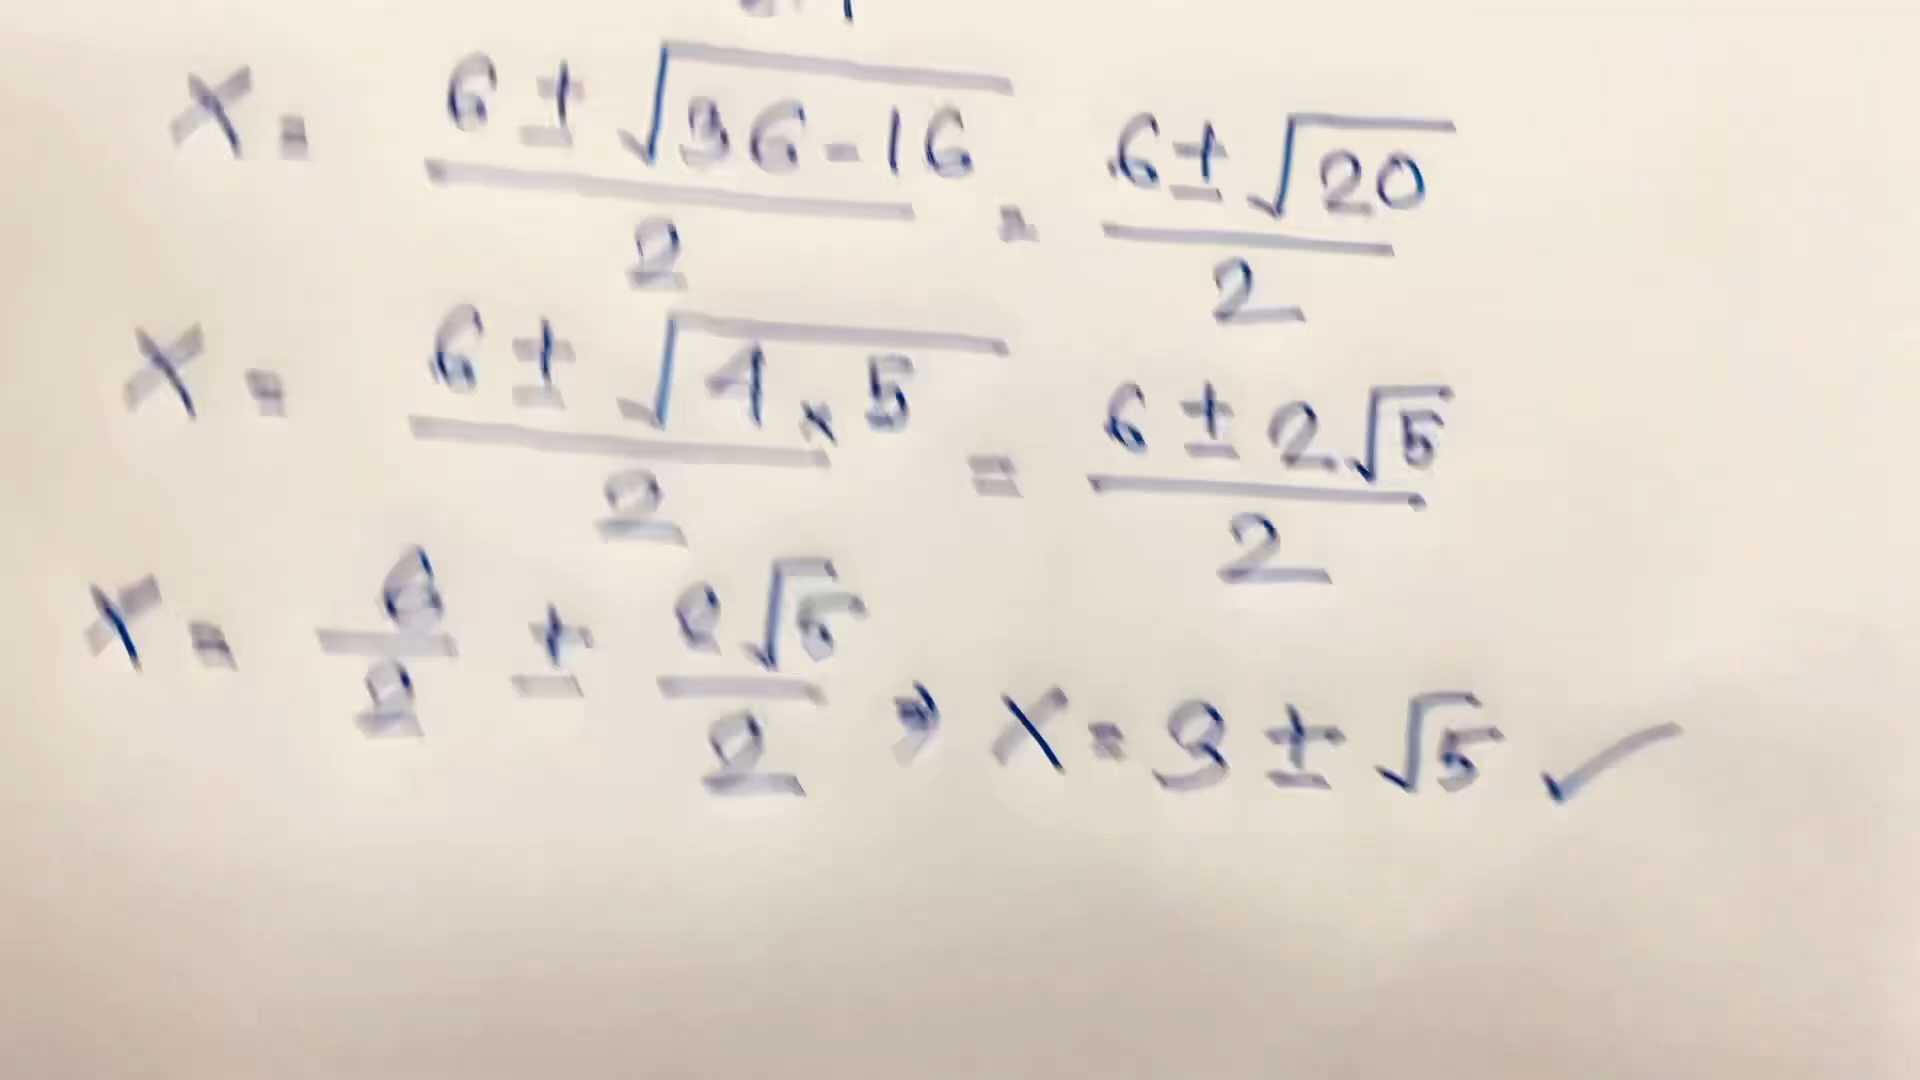 x = (6 ± √(36-16))/2 = (6 ± √20)/2
x = (6 ± √(4×5))/2 = (6 ± 2√5)/2
x = 6/2 ± 2√5/2 ⇒ x = 3 ± √5 ✓